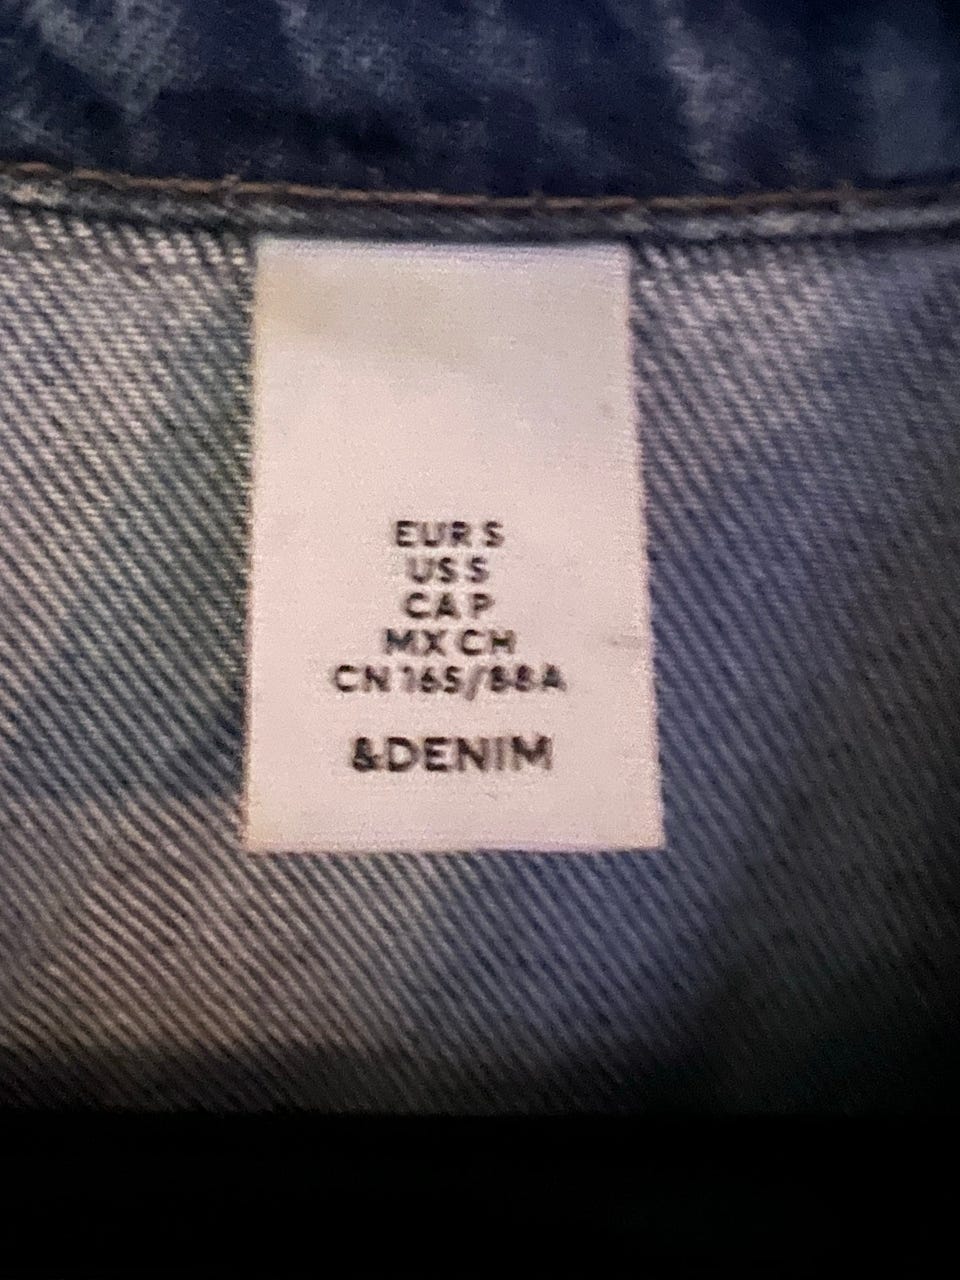 EUR S
US S
CA P
MX CH
CN 165/88A
&DENIM